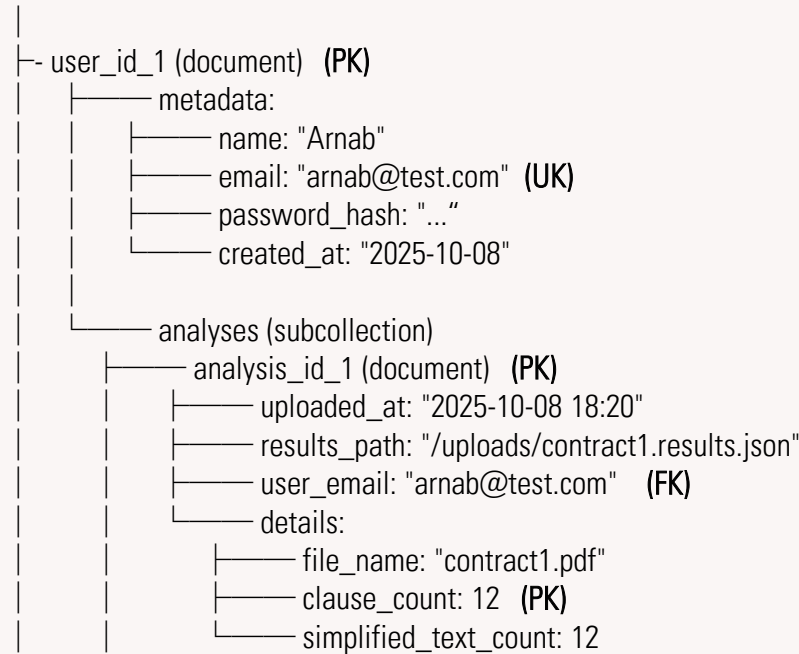 user_id_1 (document) (PK)
metadata:
name: "Arnab"
email: "arnab@test.com" (UK)
password_hash: "...“
created_at: "2025-10-08"
analyses (subcollection)
analysis_id_1 (document) (PK)
uploaded_at: "2025-10-08 18:20"
results_path: "/uploads/contract1.results.json"
user_email: "arnab@test.com" (FK)
details:
file_name: "contract1.pdf"
clause_count: 12 (PK)
simplified_text_count: 12